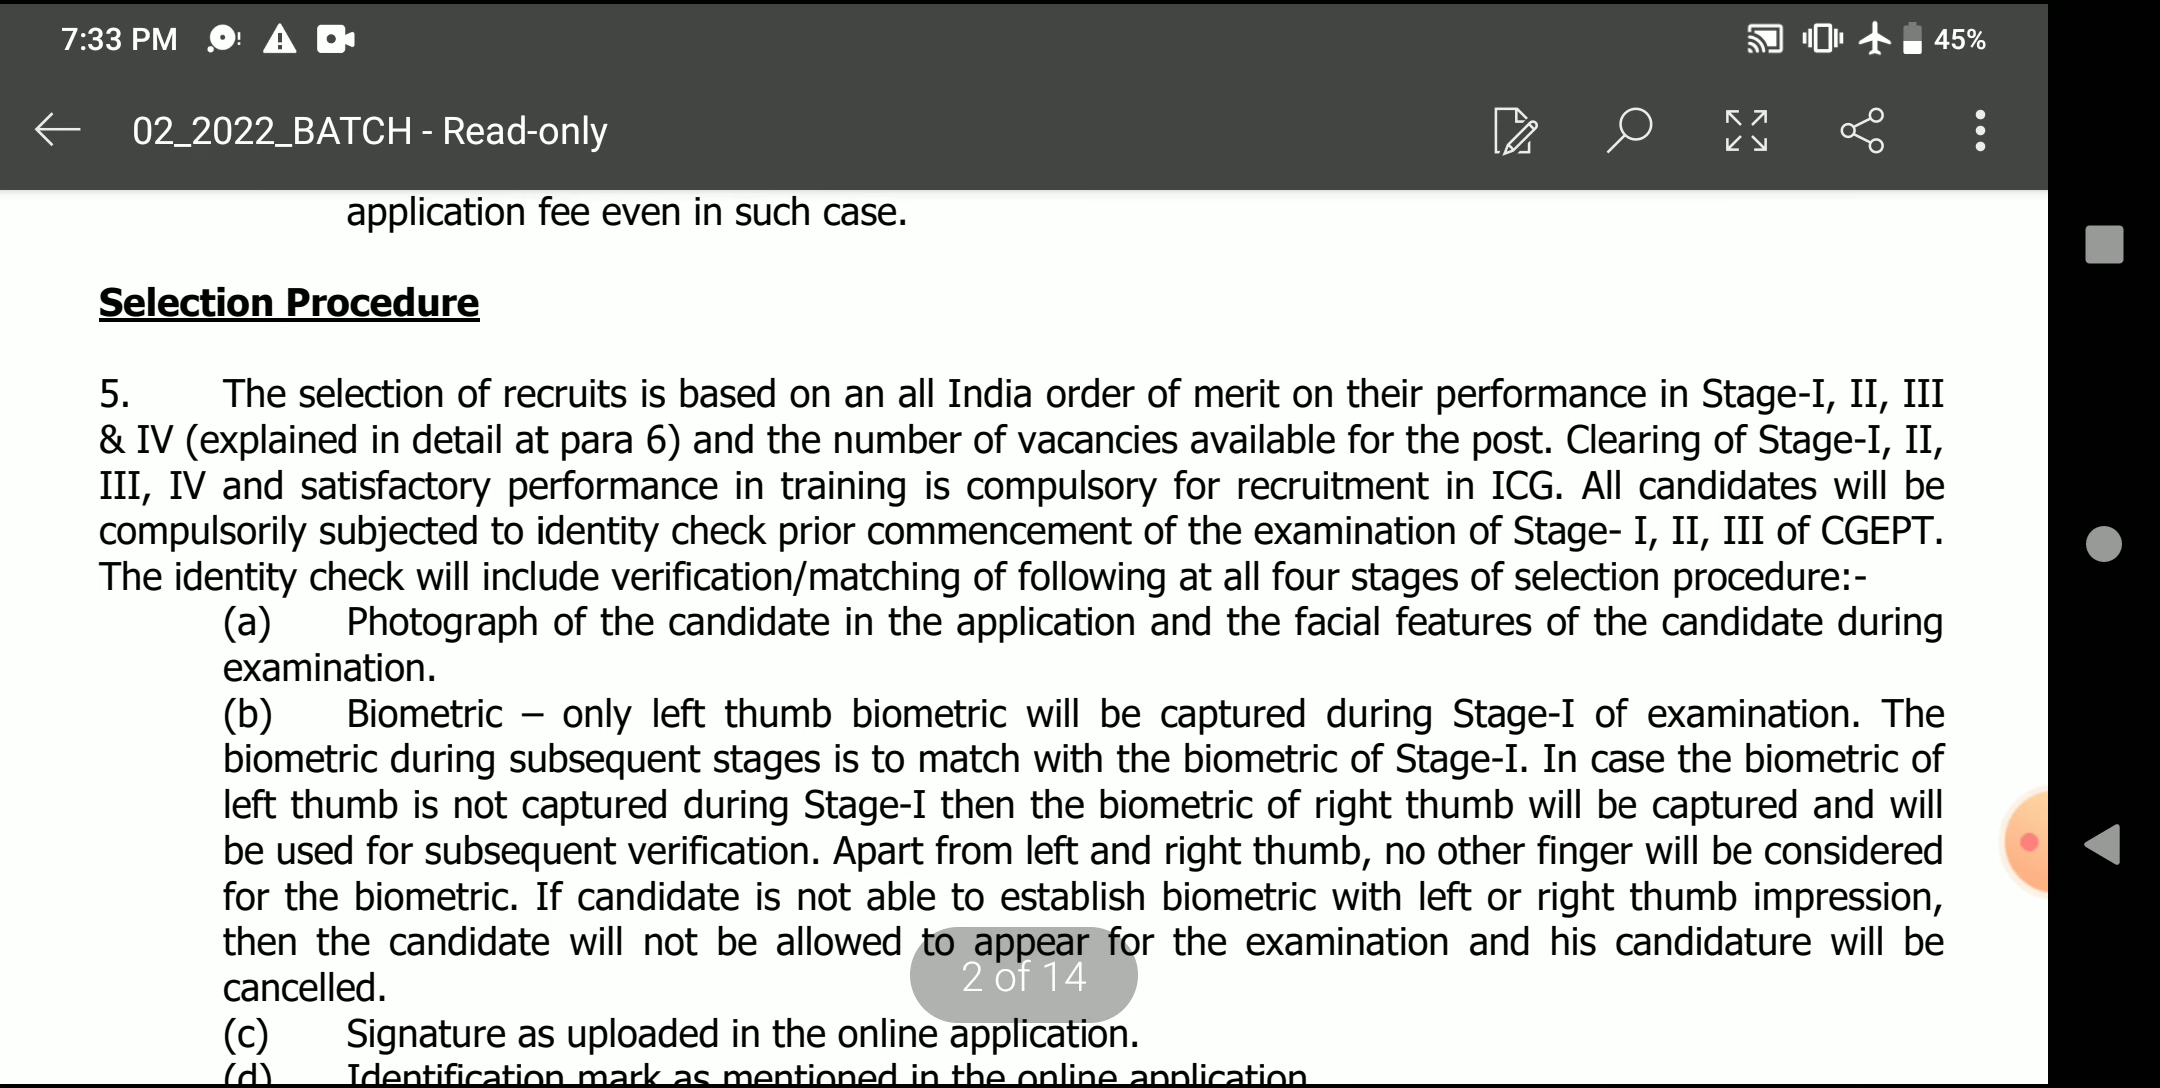 7:33 PM
45%
02_2022_BATCH - Read-only
application fee even in such case.
Selection Procedure
5. The selection of recruits is based on an all India order of merit on their performance in Stage-I, II, III
& IV (explained in detail at para 6) and the number of vacancies available for the post. Clearing of Stage-I, II,
III, IV and satisfactory performance in training is compulsory for recruitment in ICG. All candidates will be
compulsorily subjected to identity check prior commencement of the examination of Stage- I, II, III of CGEPT.
The identity check will include verification/matching of following at all four stages of selection procedure:-
(a) Photograph of the candidate in the application and the facial features of the candidate during
examination.
(b) Biometric – only left thumb biometric will be captured during Stage-I of examination. The
biometric during subsequent stages is to match with the biometric of Stage-I. In case the biometric of
left thumb is not captured during Stage-I then the biometric of right thumb will be captured and will
be used for subsequent verification. Apart from left and right thumb, no other finger will be considered
for the biometric. If candidate is not able to establish biometric with left or right thumb impression,
then the candidate will not be allowed to appear for the examination and his candidature will be
cancelled.
2 of 14
(c) Signature as uploaded in the online application.
(d) Identification mark as mentioned in the online application